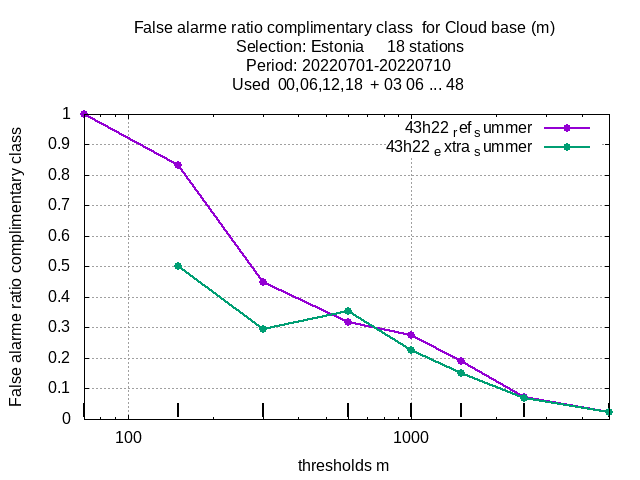 False alarme ratio complimentary class  for Cloud base (m)
Selection: Estonia     18 stations
Period: 20220701-20220710
Used  00,06,12,18  + 03 06 ... 48
False alarme ratio complimentary class
1
0.9
0.8
0.7
0.6
0.5
0.4
0.3
0.2
0.1
0
43h22 ref summer
43h22 extra summer
100
1000
thresholds m